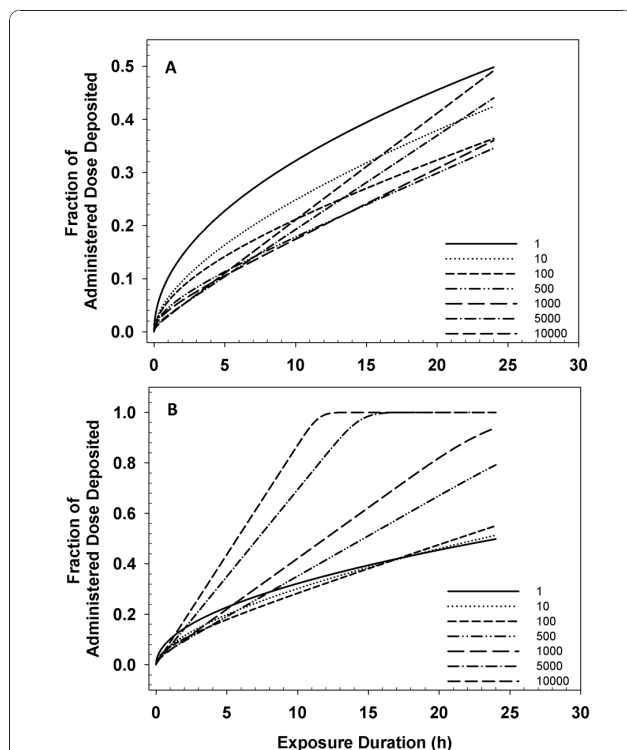 A
Fraction of
Administered Dose Deposited
0.5
0.4
0.3
0.2
0.1
0.0
1
10
100
500
1000
5000
10000
0 5 10 15 20 25 30
B
Fraction of
Administered Dose Deposited
1.0
0.8
0.6
0.4
0.2
0.0
1
10
100
500
1000
5000
10000
0 5 10 15 20 25 30
Exposure Duration (h)